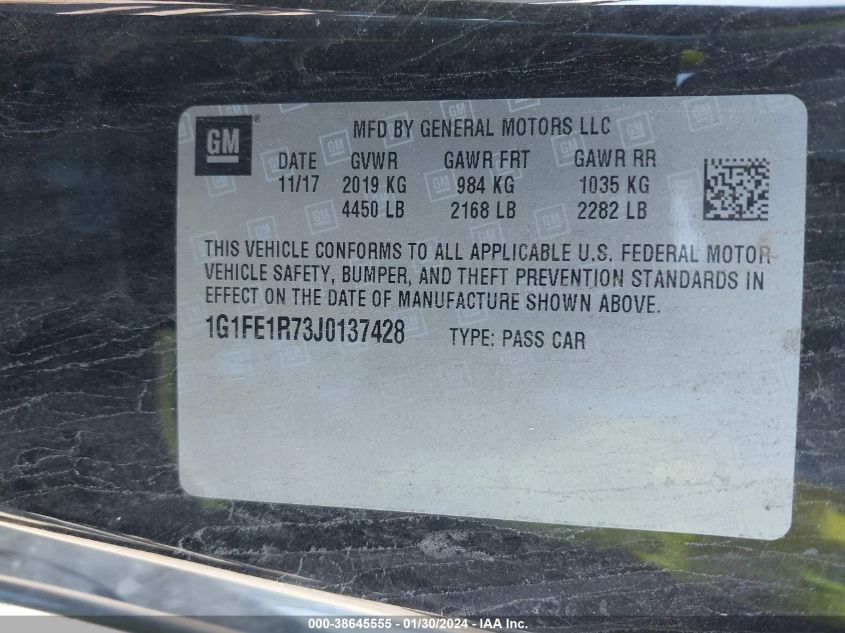 GM ®
MFD BY GENERAL MOTORS LLC
DATE GVWR GAWR FRT GAWR RR
11/17 2019 KG 984 KG 1035 KG
4450 LB 2168 LB 2282 LB
THIS VEHICLE CONFORMS TO ALL APPLICABLE U.S. FEDERAL MOTOR
VEHICLE SAFETY, BUMPER, AND THEFT PREVENTION STANDARDS IN
EFFECT ON THE DATE OF MANUFACTURE SHOWN ABOVE.
1G1FE1R73J0137428 TYPE: PASS CAR
000-38645555 - 01/30/2024 - IAA Inc.